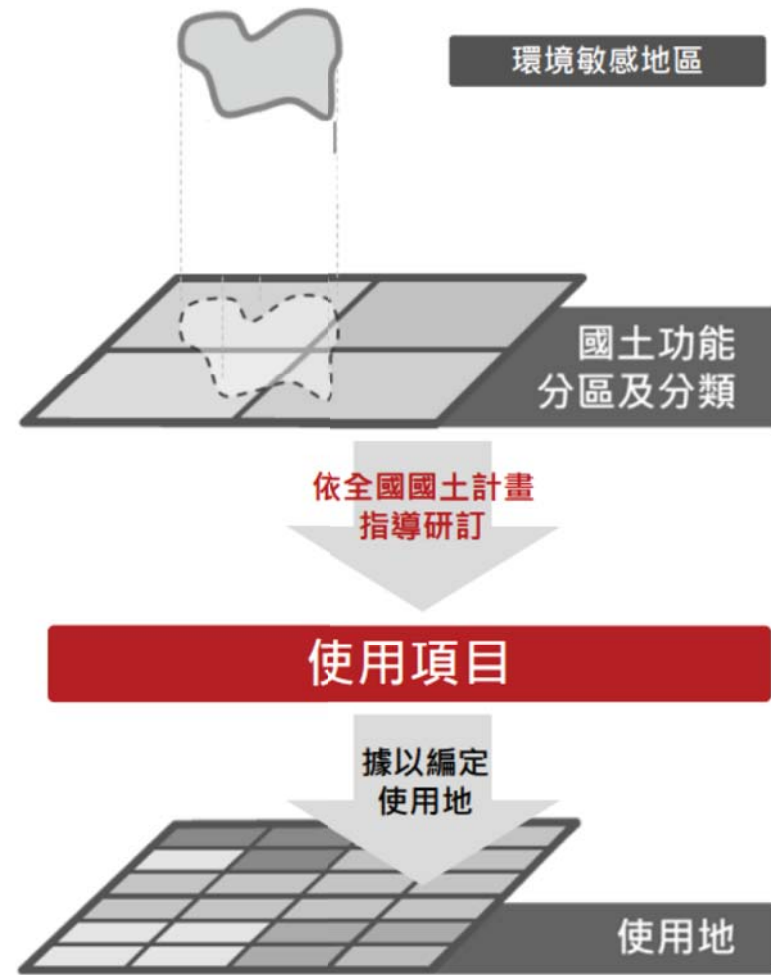 環境敏感地區
國土功能
分區及分類
依全國國土計畫
指導研訂
使用項目
據以編定
使用地
使用地